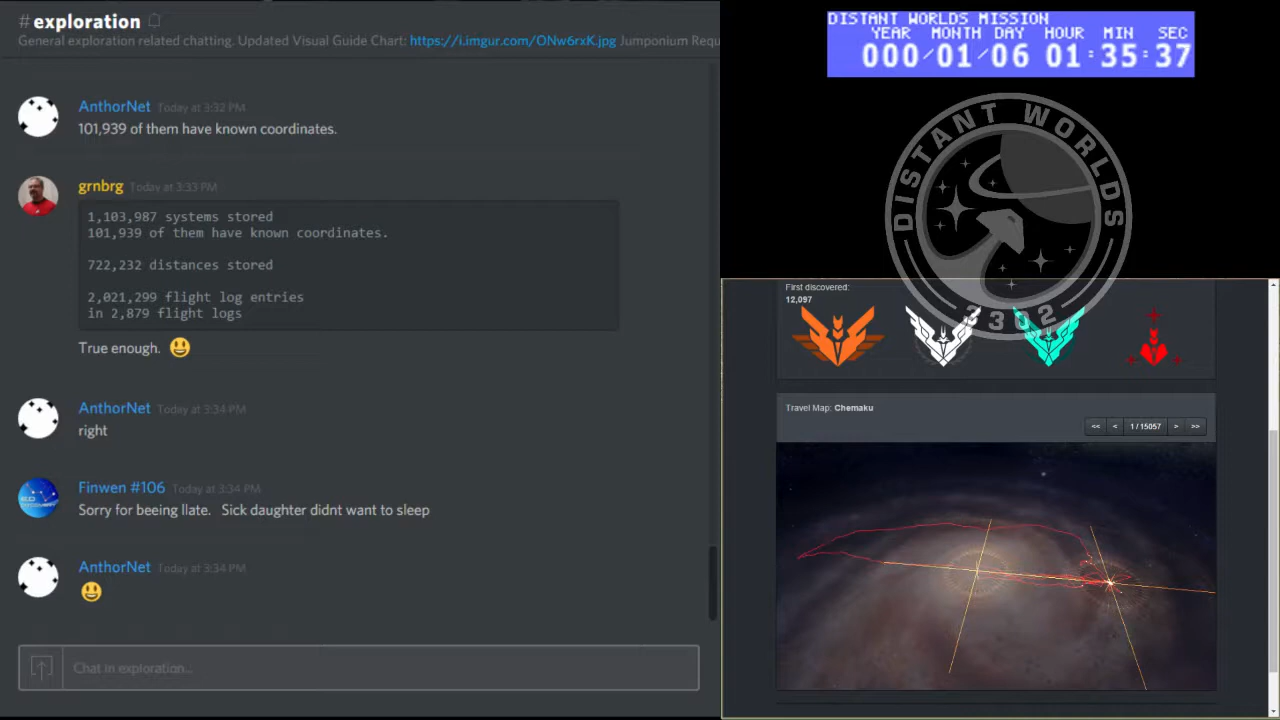 #exploration
General exploration related chatting. Updated Visual Guide Chart: https://i.imgur.com/ONw6rxK.jpg Jumponium Requ
AnthorNet Today at 3:32 PM
101,939 of them have known coordinates.
grnbrg Today at 3:33 PM
1,103,987 systems stored
101,939 of them have known coordinates.
722,232 distances stored
2,021,299 flight log entries
in 2,879 flight logs
True enough.
AnthorNet Today at 3:34 PM
right
Finwen #106 Today at 3:34 PM
Sorry for beeing llate. Sick daughter didnt want to sleep
AnthorNet Today at 3:34 PM
Chat in exploration...
DISTANT WORLDS MISSION
YEAR MONTH DAY HOUR MIN SEC
000/01/06 01:35:37
DISTANT WORLDS
3302
First discovered:
12,097
Travel Map: Chemaku
<< < 1 / 15057 > >>